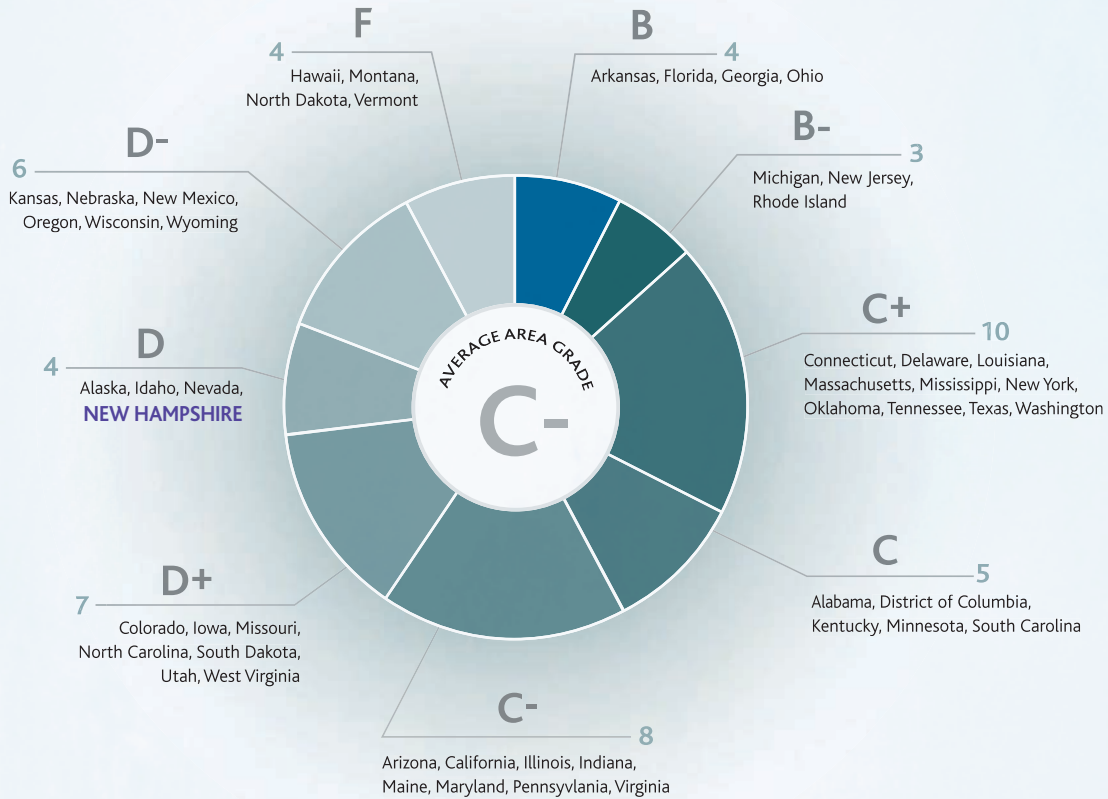 F
4
Hawaii, Montana,
North Dakota, Vermont
B
4
Arkansas, Florida, Georgia, Ohio
B-
3
Michigan, New Jersey,
Rhode Island
C+
10
Connecticut, Delaware, Louisiana,
Massachusetts, Mississippi, New York,
Oklahoma, Tennessee, Texas, Washington
C
5
Alabama, District of Columbia,
Kentucky, Minnesota, South Carolina
C-
8
Arizona, California, Illinois, Indiana,
Maine, Maryland, Pennsyvlania, Virginia
D+
7
Colorado, Iowa, Missouri,
North Carolina, South Dakota,
Utah, West Virginia
D
4
Alaska, Idaho, Nevada,
NEW HAMPSHIRE
D-
6
Kansas, Nebraska, New Mexico,
Oregon, Wisconsin, Wyoming
AVERAGE AREA GRADE
C-